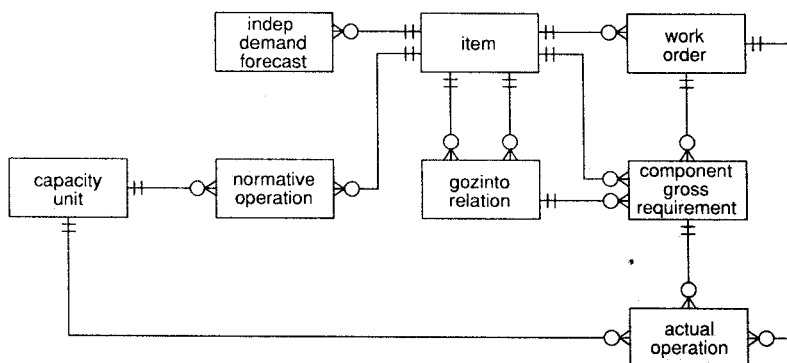 indep
demand
forecast
item
work
order
capacity
unit
normative
operation
gozinto
relation
component
gross
requirement
actual
operation